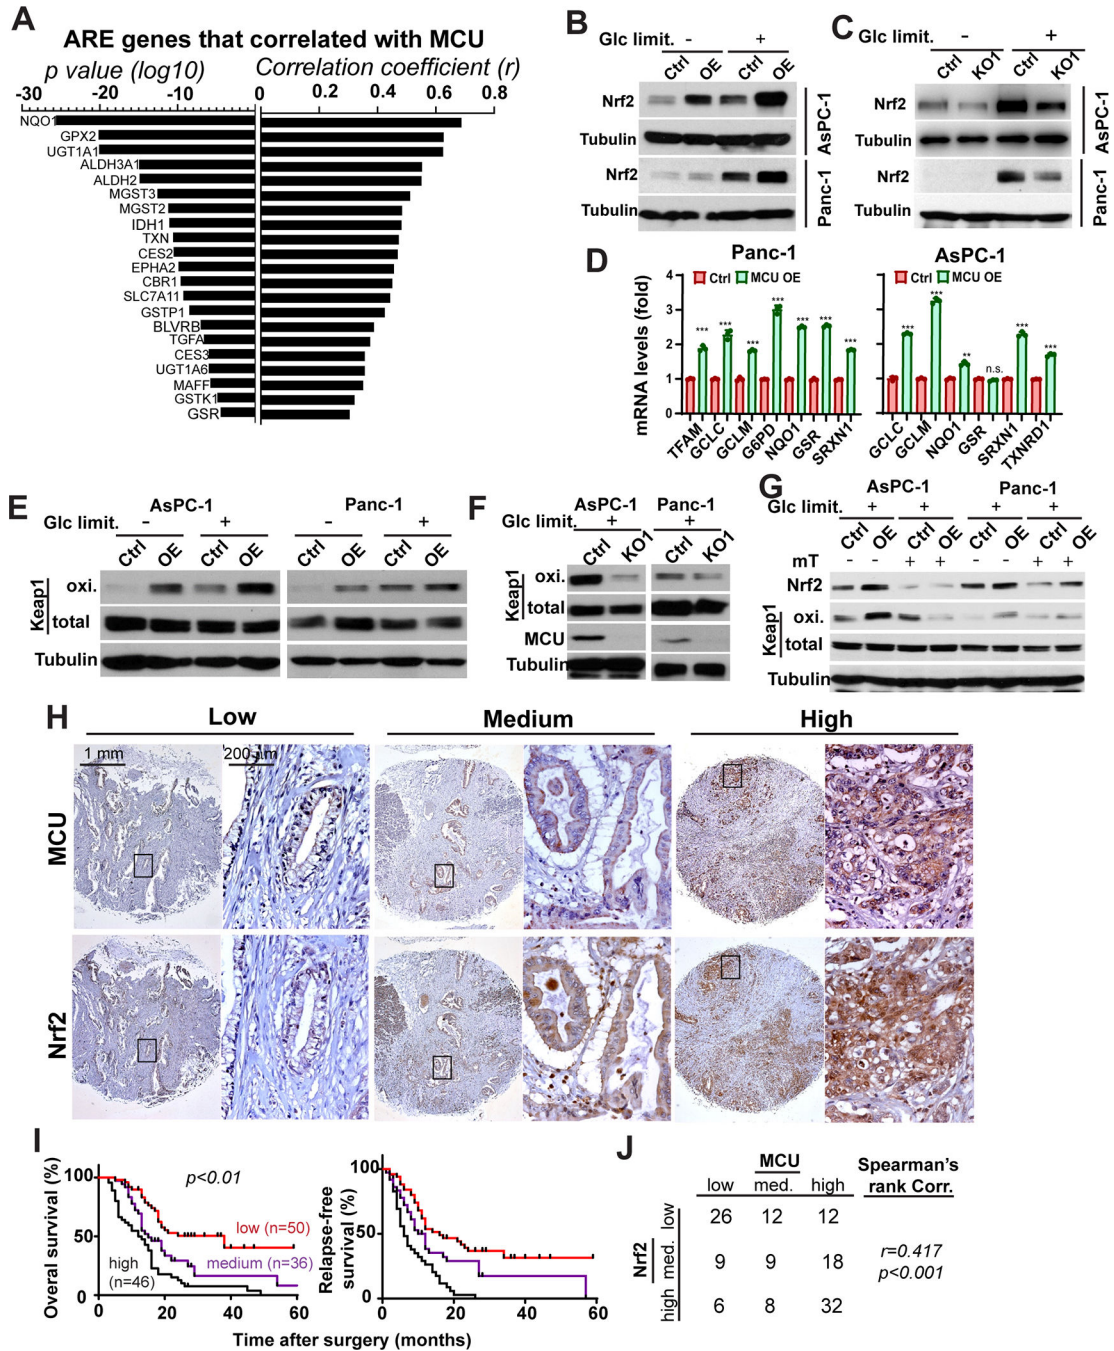 A
ARE genes that correlated with MCU
p value (log10)
Correlation coefficient (r)
-30 -20 -10 0
0 0.2 0.4 0.6 0.8
NQO1
GPX2
UGT1A1
ALDH3A1
ALDH2
MGST3
MGST2
IDH1
TXN
CES2
EPHA2
CBR1
SLC7A11
GSTP1
BLVRB
TGFA
CES3
UGT1A6
MAFF
GSTK1
GSR
B
Glc limit. - +
Ctrl OE Ctrl OE
Nrf2
Tubulin
AsPC-1
Nrf2
Tubulin
Panc-1
C
Glc limit. - +
Ctrl KO1 Ctrl KO1
Nrf2
Tubulin
AsPC-1
Nrf2
Tubulin
Panc-1
D
Panc-1
AsPC-1
mRNA levels (fold)
4
3
2
1
0
Ctrl MCU OE
Ctrl MCU OE
*** *** *** *** *** *** ***
*** *** ** n.s. *** ***
TFAM GCLC GCLM G6PD NQO1 GSR SRXN1
GCLC GCLM NQO1 GSR SRXN1 TXNRD1
E
AsPC-1 Panc-1
Glc limit. - + - +
Ctrl OE Ctrl OE Ctrl OE Ctrl OE
Keap1
oxi.
total
Tubulin
F
AsPC-1 Panc-1
Glc limit. + +
Ctrl KO1 Ctrl KO1
Keap1
oxi.
total
MCU
Tubulin
G
AsPC-1 Panc-1
Glc limit. + + + +
Ctrl OE Ctrl OE Ctrl OE Ctrl OE
mT - - + + - - + +
Nrf2
Keap1
oxi.
total
Tubulin
H
Low Medium High
1 mm 200 µm
MCU
Nrf2
I
Overal survival (%)
100
50
0
p<0.01
low (n=50)
medium (n=36)
high
(n=46)
0 20 40 60
Relapse-free
survival (%)
100
50
0
0 20 40 60
Time after surgery (months)
J
MCU
low med. high
Spearman's
rank Corr.
Nrf2
low 26 12 12
med. 9 9 18
high 6 8 32
r=0.417
p<0.001